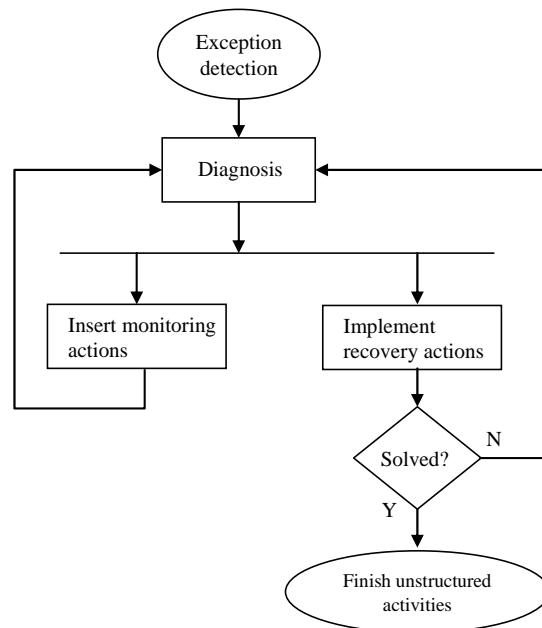 Exception
detection
Diagnosis
Insert monitoring
actions
Implement
recovery actions
Solved?
N
Y
Finish unstructured
activities